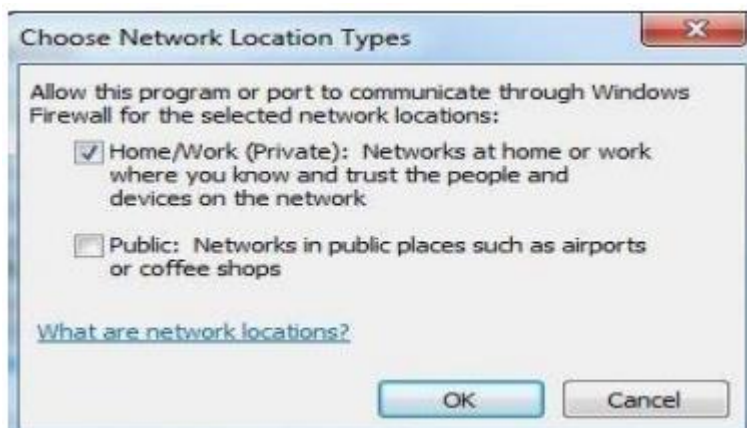 Choose Network Location Types
Allow this program or port to communicate through Windows
Firewall for the selected network locations:
Home/Work (Private): Networks at home or work
where you know and trust the people and
devices on the network
Public: Networks in public places such as airports
or coffee shops
What are network locations?
OK Cancel